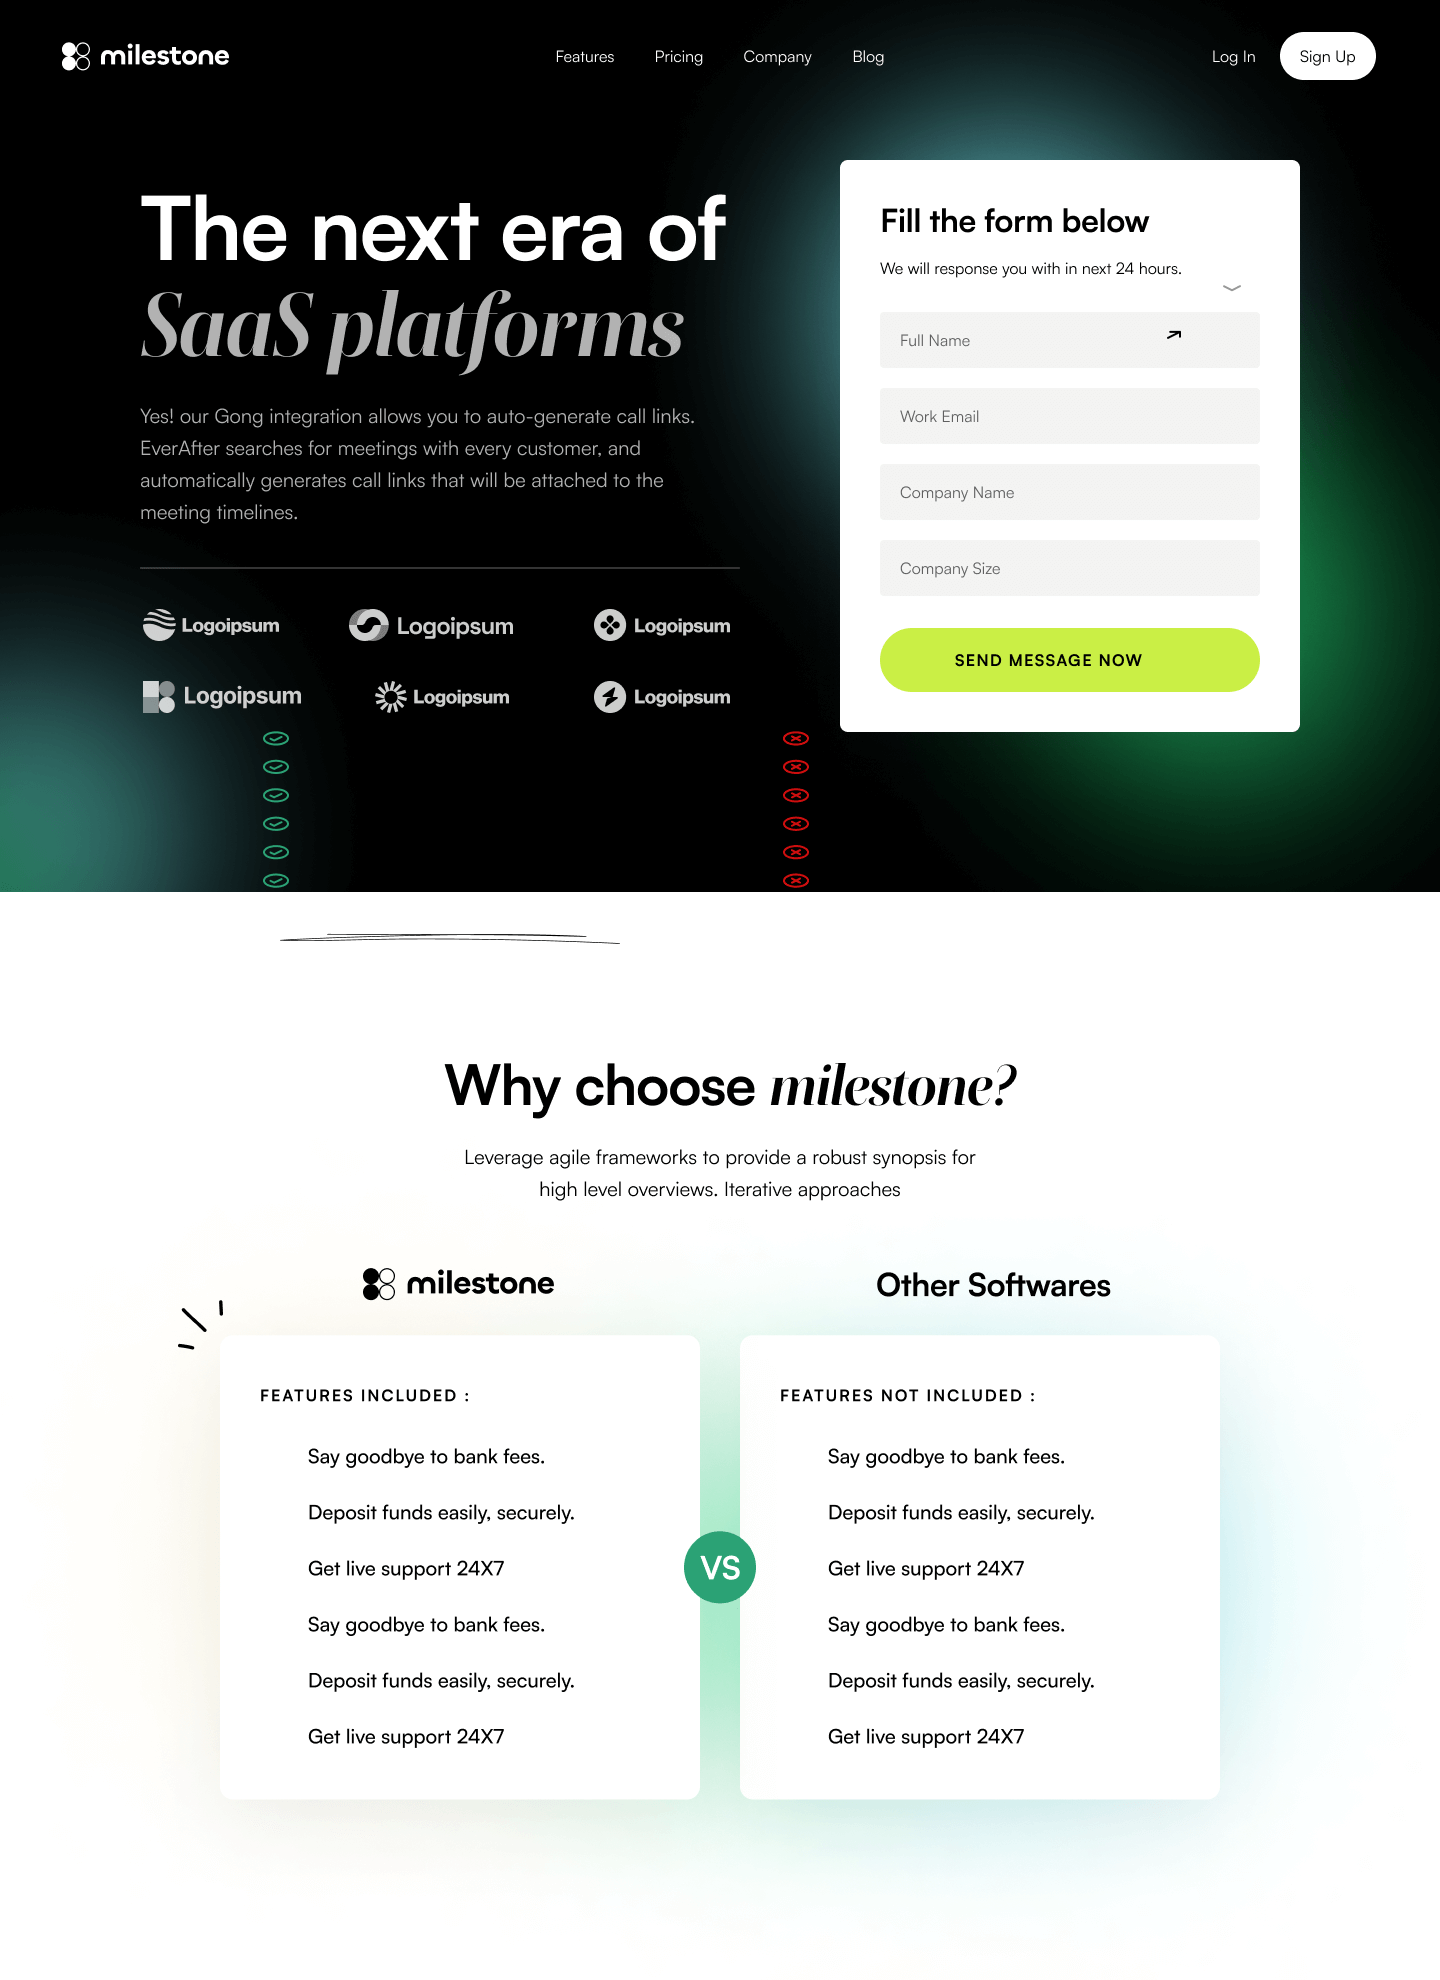 milestone
Features
Pricing
Company
Blog
Log In
Sign Up
The next era of
SaaS platforms
Yes! our Gong integration allows you to auto-generate call links.
EverAfter searches for meetings with every customer, and
automatically generates call links that will be attached to the
meeting timelines.
Logoipsum
Logoipsum
Logoipsum
Logoipsum
Logoipsum
Logoipsum
Fill the form below
We will response you with in next 24 hours.
Full Name
Work Email
Company Name
Company Size
SEND MESSAGE NOW
Why choose milestone?
Leverage agile frameworks to provide a robust synopsis for
high level overviews. Iterative approaches
milestone
FEATURES INCLUDED :
Say goodbye to bank fees.
Deposit funds easily, securely.
Get live support 24X7
Say goodbye to bank fees.
Deposit funds easily, securely.
Get live support 24X7
VS
Other Softwares
FEATURES NOT INCLUDED :
Say goodbye to bank fees.
Deposit funds easily, securely.
Get live support 24X7
Say goodbye to bank fees.
Deposit funds easily, securely.
Get live support 24X7